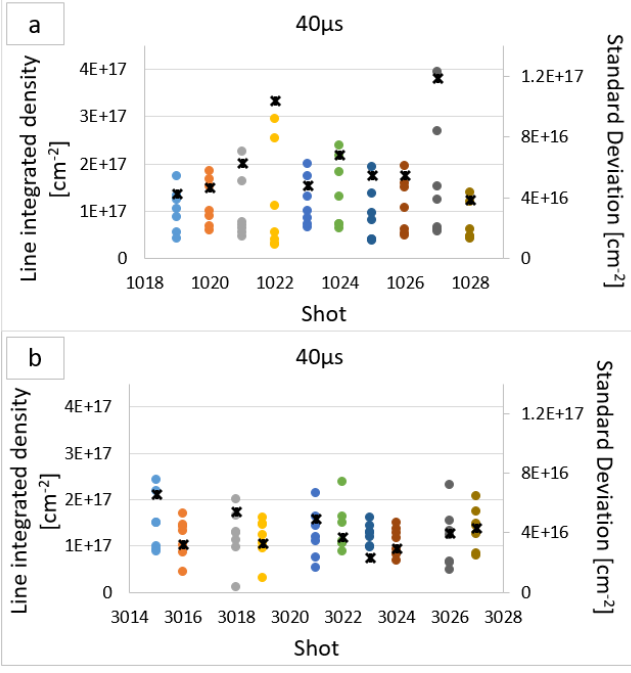 a
40µs
Line integrated density
[cm⁻²]
Standard Deviation [cm⁻²]
4E+17
3E+17
2E+17
1E+17
0
1.2E+17
8E+16
4E+16
0
1018 1020 1022 1024 1026 1028
Shot
b
40µs
Line integrated density
[cm⁻²]
Standard Deviation [cm⁻²]
4E+17
3E+17
2E+17
1E+17
0
1.2E+17
8E+16
4E+16
0
3014 3016 3018 3020 3022 3024 3026 3028
Shot